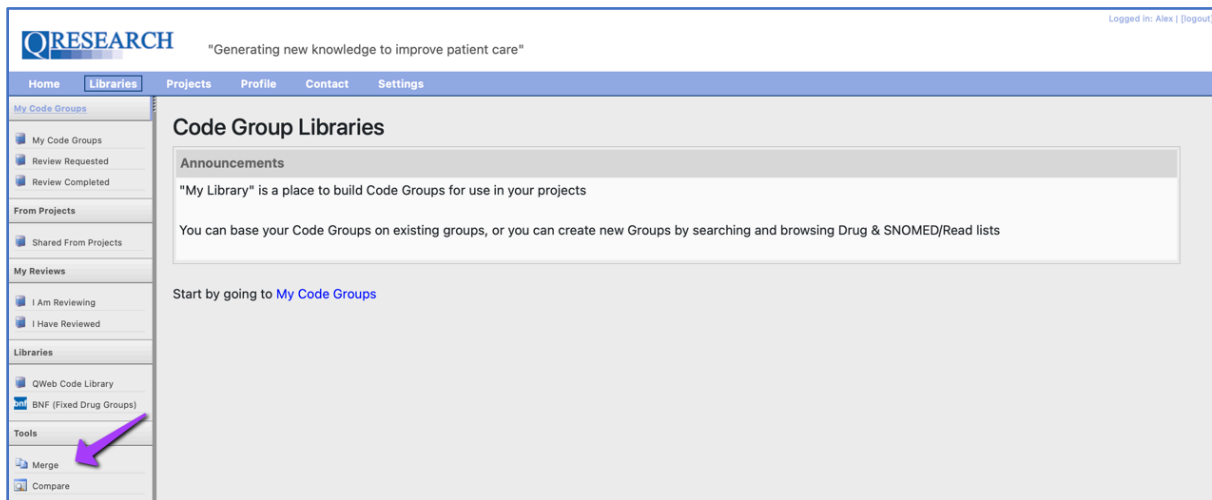 Logged in: Alex | [logout]
QRESEARCH
"Generating new knowledge to improve patient care"
Home Libraries Projects Profile Contact Settings
My Code Groups
My Code Groups
Review Requested
Review Completed
From Projects
Shared From Projects
My Reviews
I Am Reviewing
I Have Reviewed
Libraries
QWeb Code Library
bnf BNF (Fixed Drug Groups)
Tools
Merge
Compare
Code Group Libraries
Announcements
"My Library" is a place to build Code Groups for use in your projects
You can base your Code Groups on existing groups, or you can create new Groups by searching and browsing Drug & SNOMED/Read lists
Start by going to My Code Groups